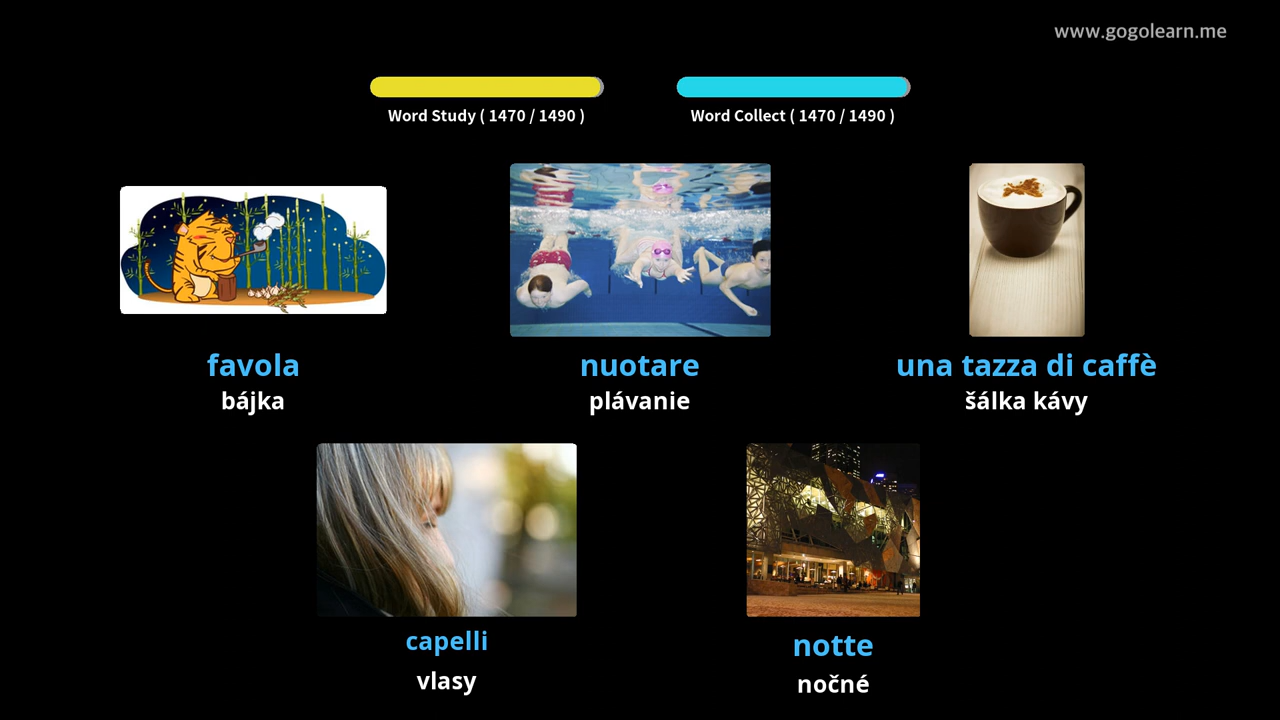 www.gogolearn.me
Word Study ( 1470 / 1490 )
Word Collect ( 1470 / 1490 )
favola
bájka
nuotare
plávanie
una tazza di caffè
šálka kávy
capelli
vlasy
notte
nočné